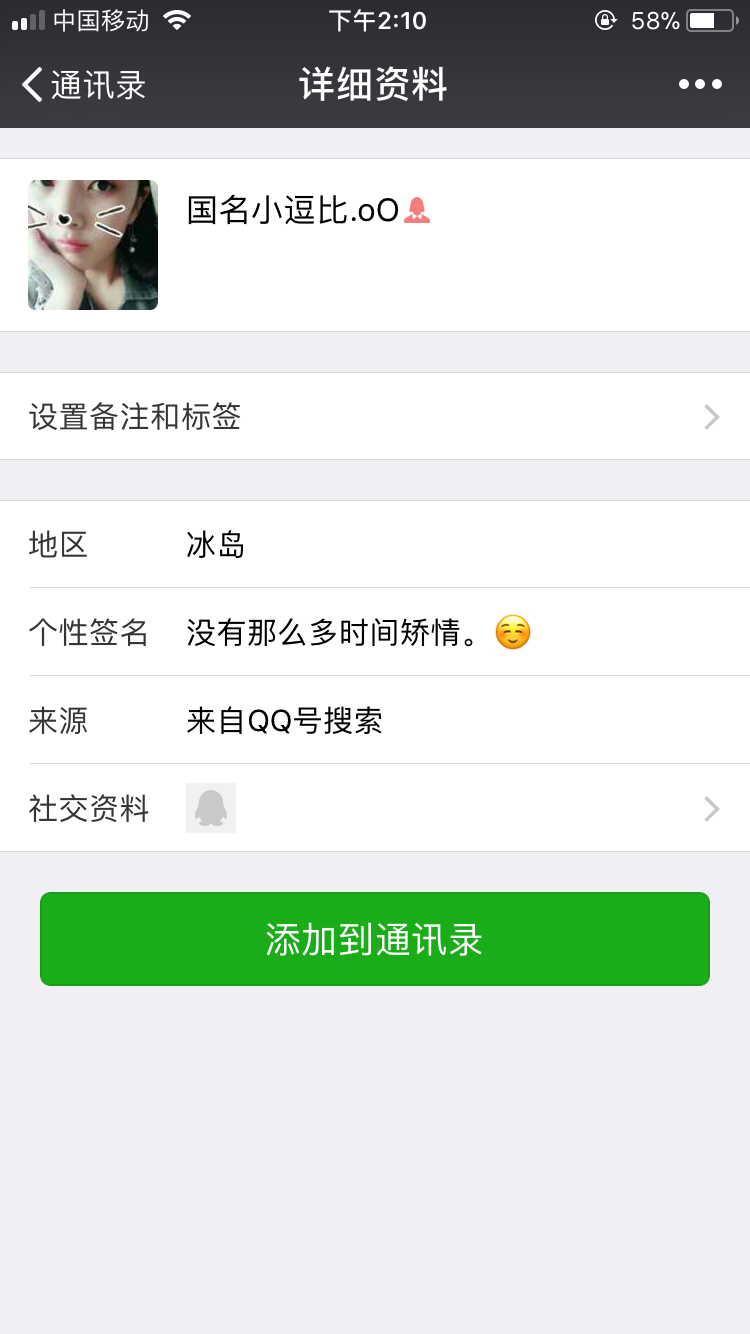 中国移动 下午2:10 58%
通讯录 详细资料
国名小逗比.oO
设置备注和标签
地区 冰岛
个性签名 没有那么多时间矫情。☺️
来源 来自QQ号搜索
社交资料
添加到通讯录